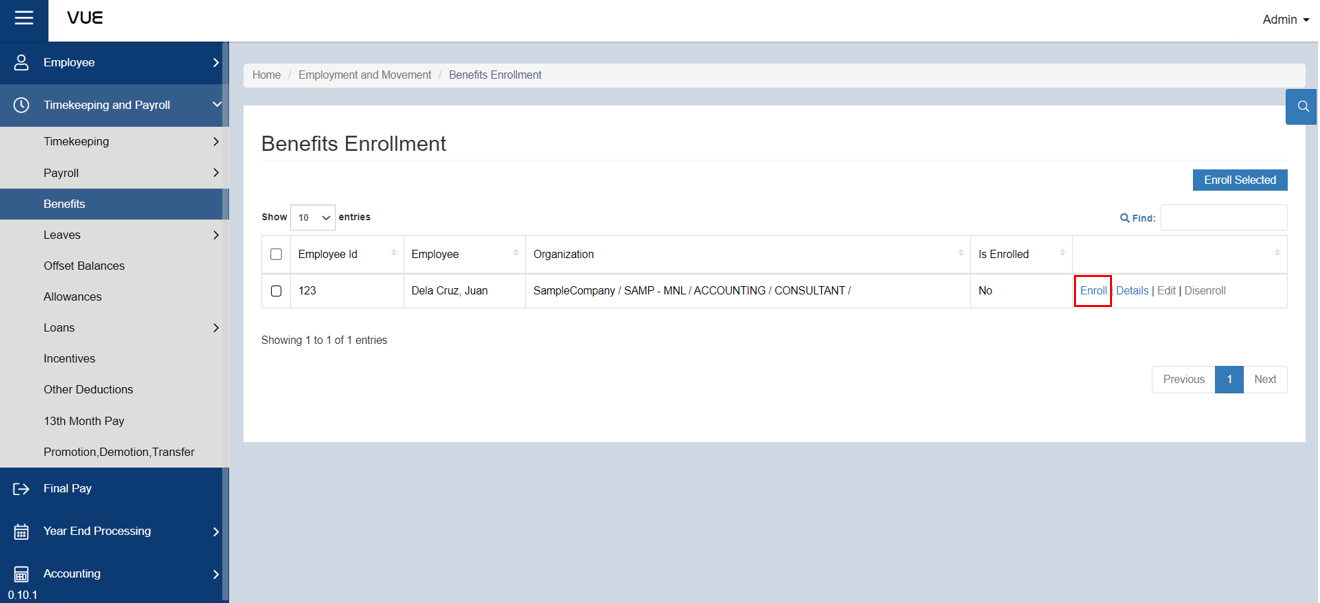 VUE
Admin
Employee
Timekeeping and Payroll
Timekeeping
Payroll
Benefits
Leaves
Offset Balances
Allowances
Loans
Incentives
Other Deductions
13th Month Pay
Promotion,Demotion,Transfer
Final Pay
Year End Processing
Accounting
0.10.1
Home / Employment and Movement / Benefits Enrollment
Benefits Enrollment
Enroll Selected
Show 10 entries
Find:
Employee Id Employee Organization Is Enrolled
123 Dela Cruz, Juan SampleCompany / SAMP - MNL / ACCOUNTING / CONSULTANT / No Enroll | Details | Edit | Disenroll
Showing 1 to 1 of 1 entries
Previous 1 Next